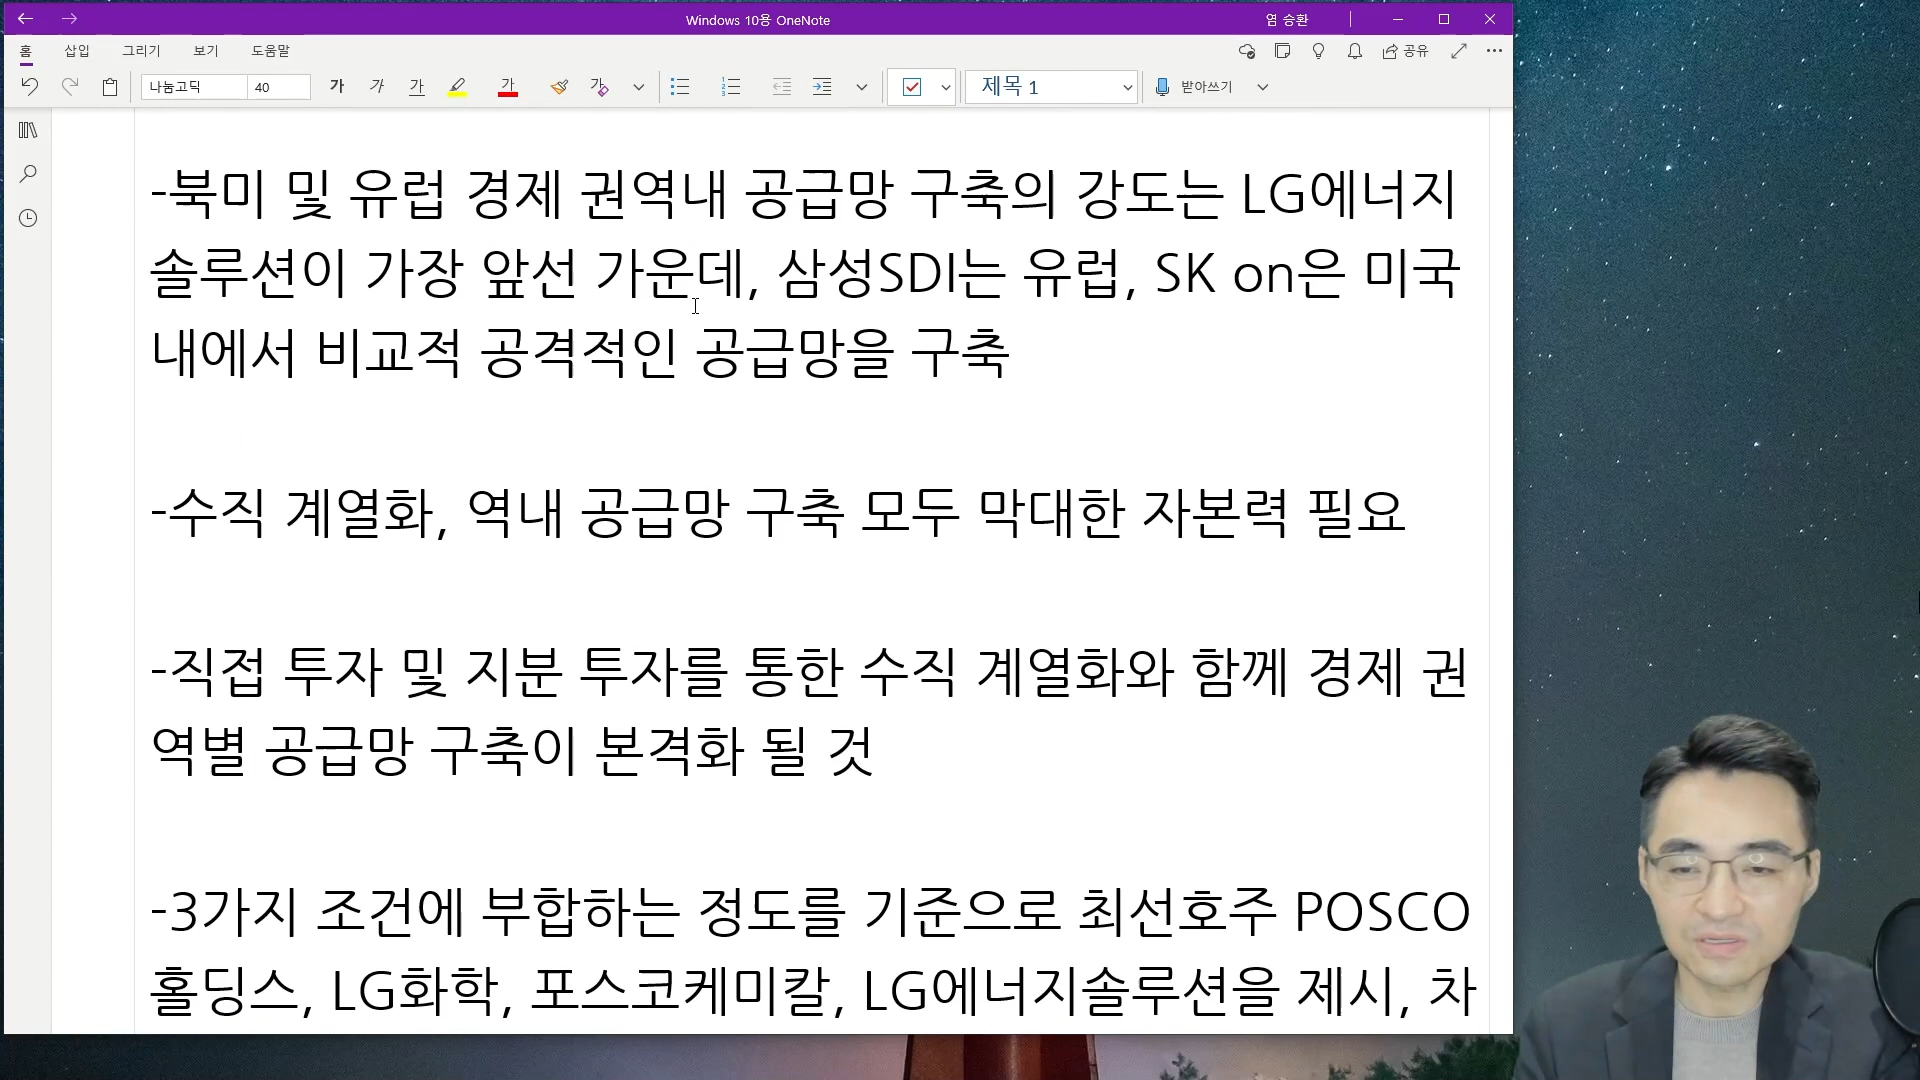 Windows 10용 OneNote
염 승환
홈 삽입 그리기 보기 도움말
공유
나눔고딕 40 가 가 가 가 가 제목 1 받아쓰기
-북미 및 유럽 경제 권역내 공급망 구축의 강도는 LG에너지
솔루션이 가장 앞선 가운데, 삼성SDI는 유럽, SK on은 미국
내에서 비교적 공격적인 공급망을 구축
-수직 계열화, 역내 공급망 구축 모두 막대한 자본력 필요
-직접 투자 및 지분 투자를 통한 수직 계열화와 함께 경제 권
역별 공급망 구축이 본격화 될 것
-3가지 조건에 부합하는 정도를 기준으로 최선호주 POSCO
홀딩스, LG화학, 포스코케미칼, LG에너지솔루션을 제시, 차